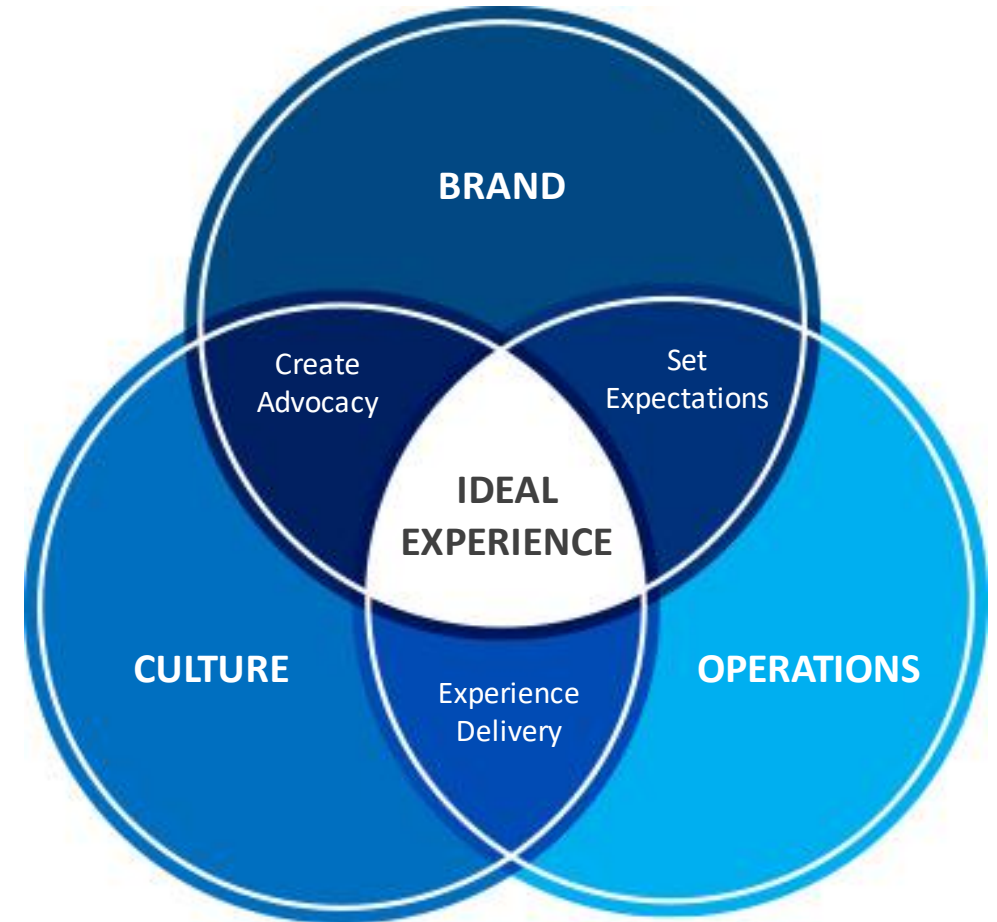 BRAND
Create
Advocacy
Set
Expectations
IDEAL
EXPERIENCE
CULTURE
OPERATIONS
Experience
Delivery